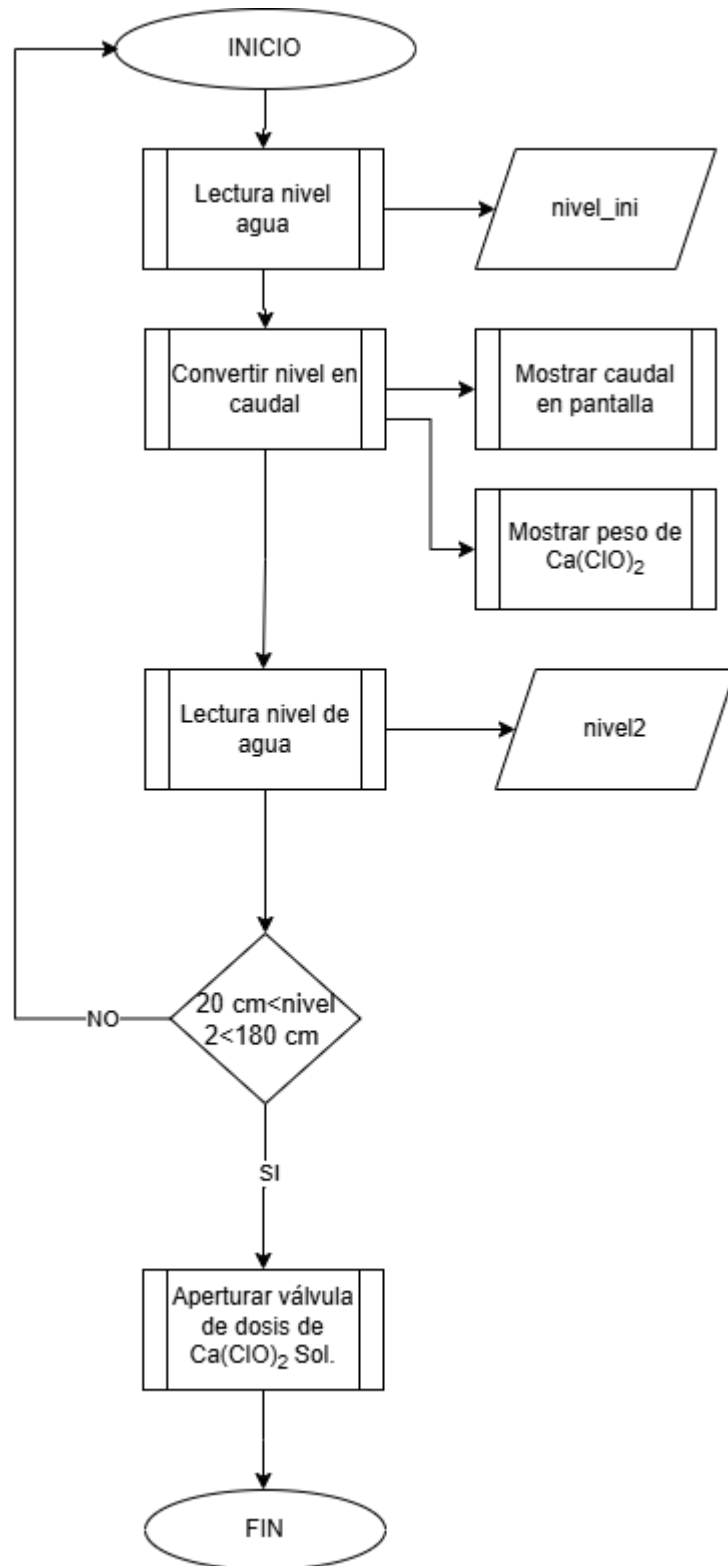 INICIO
Lectura nivel
agua
nivel_ini
Convertir nivel en
caudal
Mostrar caudal
en pantalla
Mostrar peso de
Ca(ClO)₂
Lectura nivel de
agua
nivel2
20 cm<nivel
2<180 cm
NO
SI
Aperturar válvula
de dosis de
Ca(ClO)₂ Sol.
FIN